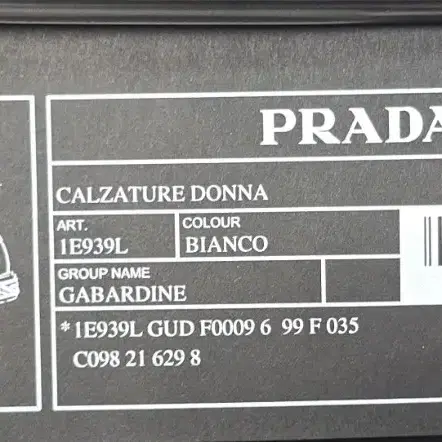 PRADA
CALZATURE DONNA
ART.
1E939L
COLOUR
BIANCO
GROUP NAME
GABARDINE
*1E939L GUD F0009 6 99 F 035
C098 21 629 8